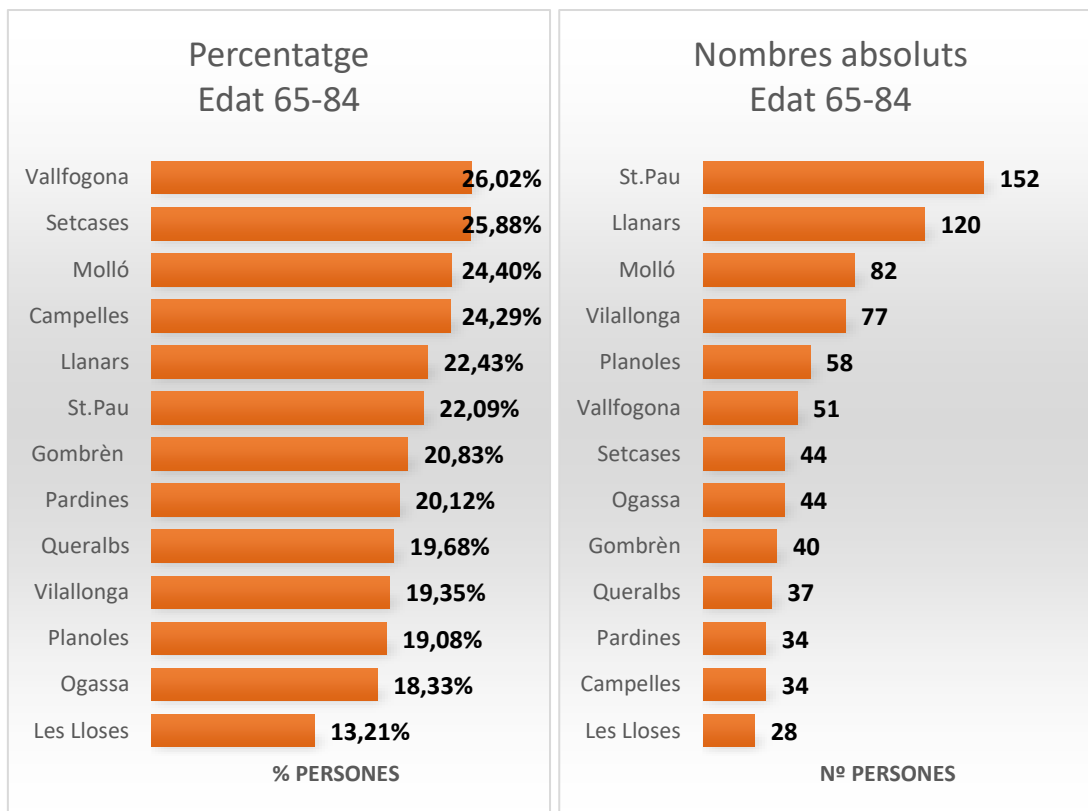 Percentatge
Edat 65-84
Vallfogona 26,02%
Setcases 25,88%
Molló 24,40%
Campelles 24,29%
Llanars 22,43%
St.Pau 22,09%
Gombrèn 20,83%
Pardines 20,12%
Queralbs 19,68%
Vilallonga 19,35%
Planoles 19,08%
Ogassa 18,33%
Les Lloses 13,21%
% PERSONES
Nombres absoluts
Edat 65-84
St.Pau 152
Llanars 120
Molló 82
Vilallonga 77
Planoles 58
Vallfogona 51
Setcases 44
Ogassa 44
Gombrèn 40
Queralbs 37
Pardines 34
Campelles 34
Les Lloses 28
Nº PERSONES